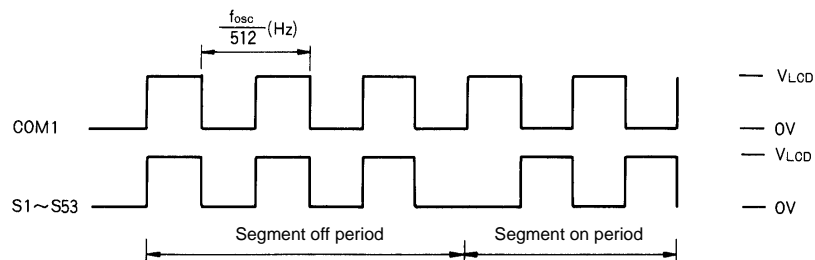 fosc
512 (Hz)
VLCD
COM1
0V
VLCD
S1～S53
0V
Segment off period
Segment on period